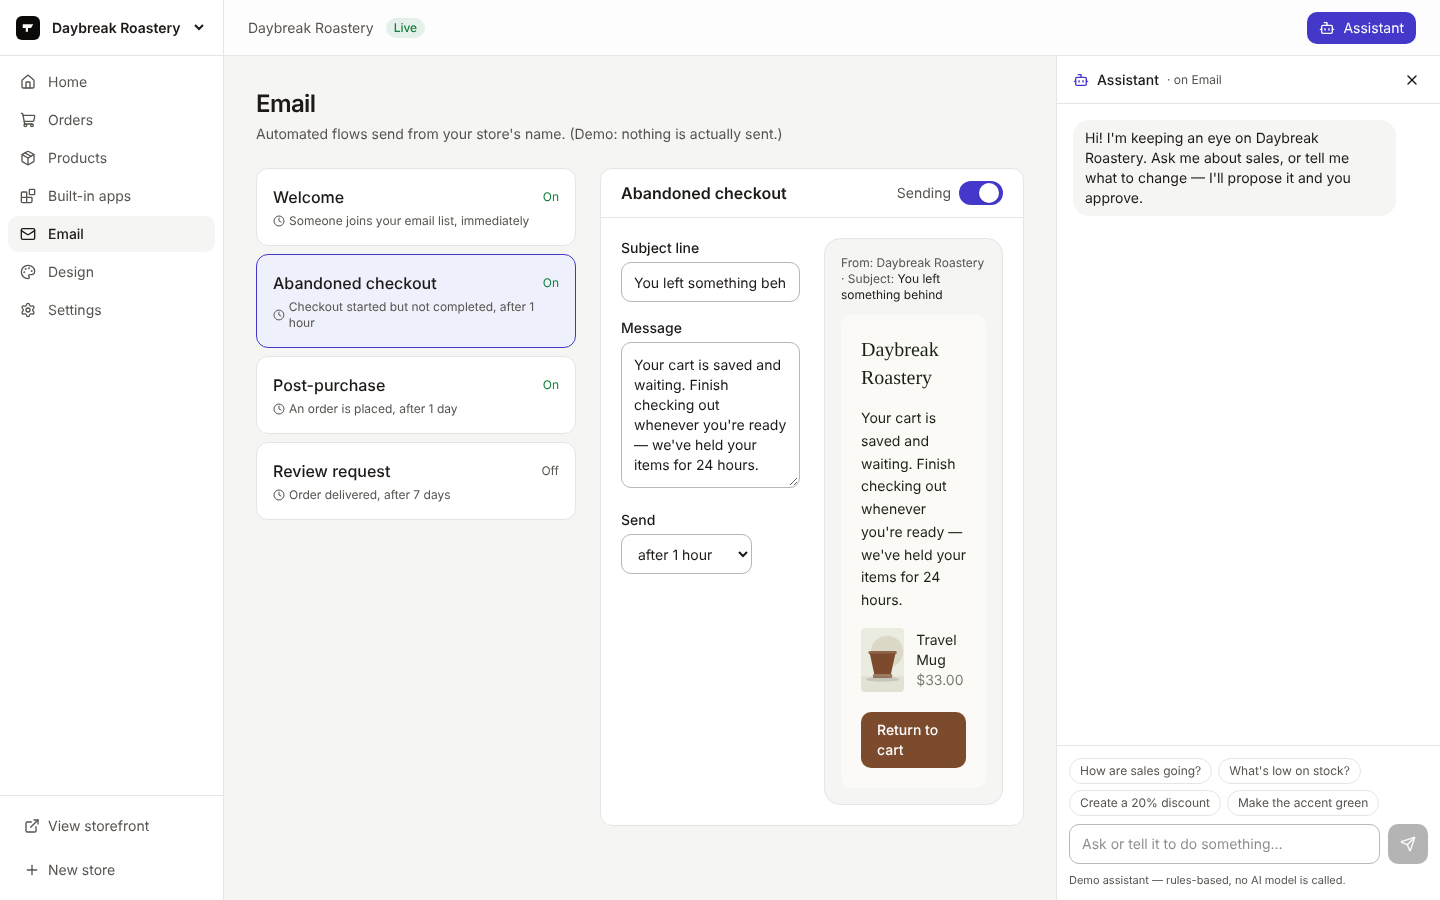 Daybreak Roastery
Home
Orders
Products
Built-in apps
Email
Design
Settings
View storefront
New store
Daybreak Roastery
Live
Assistant
Email
Automated flows send from your store's name. (Demo: nothing is actually sent.)
Welcome
On
Someone joins your email list, immediately
Abandoned checkout
On
Checkout started but not completed, after 1
hour
Post-purchase
On
An order is placed, after 1 day
Review request
Off
Order delivered, after 7 days
Abandoned checkout
Sending
Subject line
You left something beh
Message
Your cart is saved and
waiting. Finish
checking out
whenever you're ready
— we've held your
items for 24 hours.
Send
after 1 hour
From: Daybreak Roastery
· Subject: You left
something behind
Daybreak
Roastery
Your cart is
saved and
waiting. Finish
checking out
whenever
you're ready —
we've held your
items for 24
hours.
Travel
Mug
$33.00
Return to
cart
Assistant · on Email
Hi! I'm keeping an eye on Daybreak
Roastery. Ask me about sales, or tell me
what to change — I'll propose it and you
approve.
How are sales going?
What's low on stock?
Create a 20% discount
Make the accent green
Ask or tell it to do something...
Demo assistant — rules-based, no AI model is called.